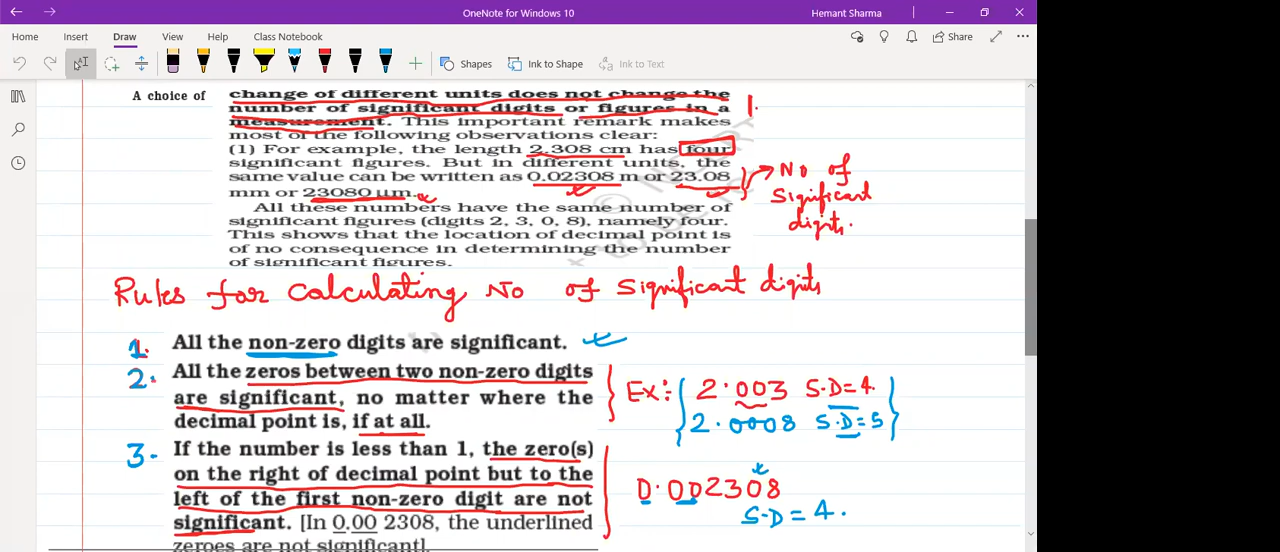 OneNote for Windows 10
Hemant Sharma
Home Insert Draw View Help Class Notebook
Share
Shapes Ink to Shape Ink to Text
A choice of
change of different units does not change the
number of significant digits or figures in a
measurement. This important remark makes
most of the following observations clear:
(1) For example, the length 2.308 cm has four
significant figures. But in different units, the
same value can be written as 0.02308 m or 23.08
mm or 23080 µm.
1.
No of
Significant
digits.
All these numbers have the same number of
significant figures (digits 2, 3, 0, 8), namely four.
This shows that the location of decimal point is
of no consequence in determining the number
of significant figures.
Rules for Calculating No of Significant digits
1. All the non-zero digits are significant.
2. All the zeros between two non-zero digits
are significant, no matter where the
decimal point is, if at all.
Ex: 2.003 S.D=4.
2.0008 S.D=5
3. If the number is less than 1, the zero(s)
on the right of decimal point but to the
left of the first non-zero digit are not
significant. [In 0.00 2308, the underlined
zeroes are not significant].
0.002308
S.D = 4.